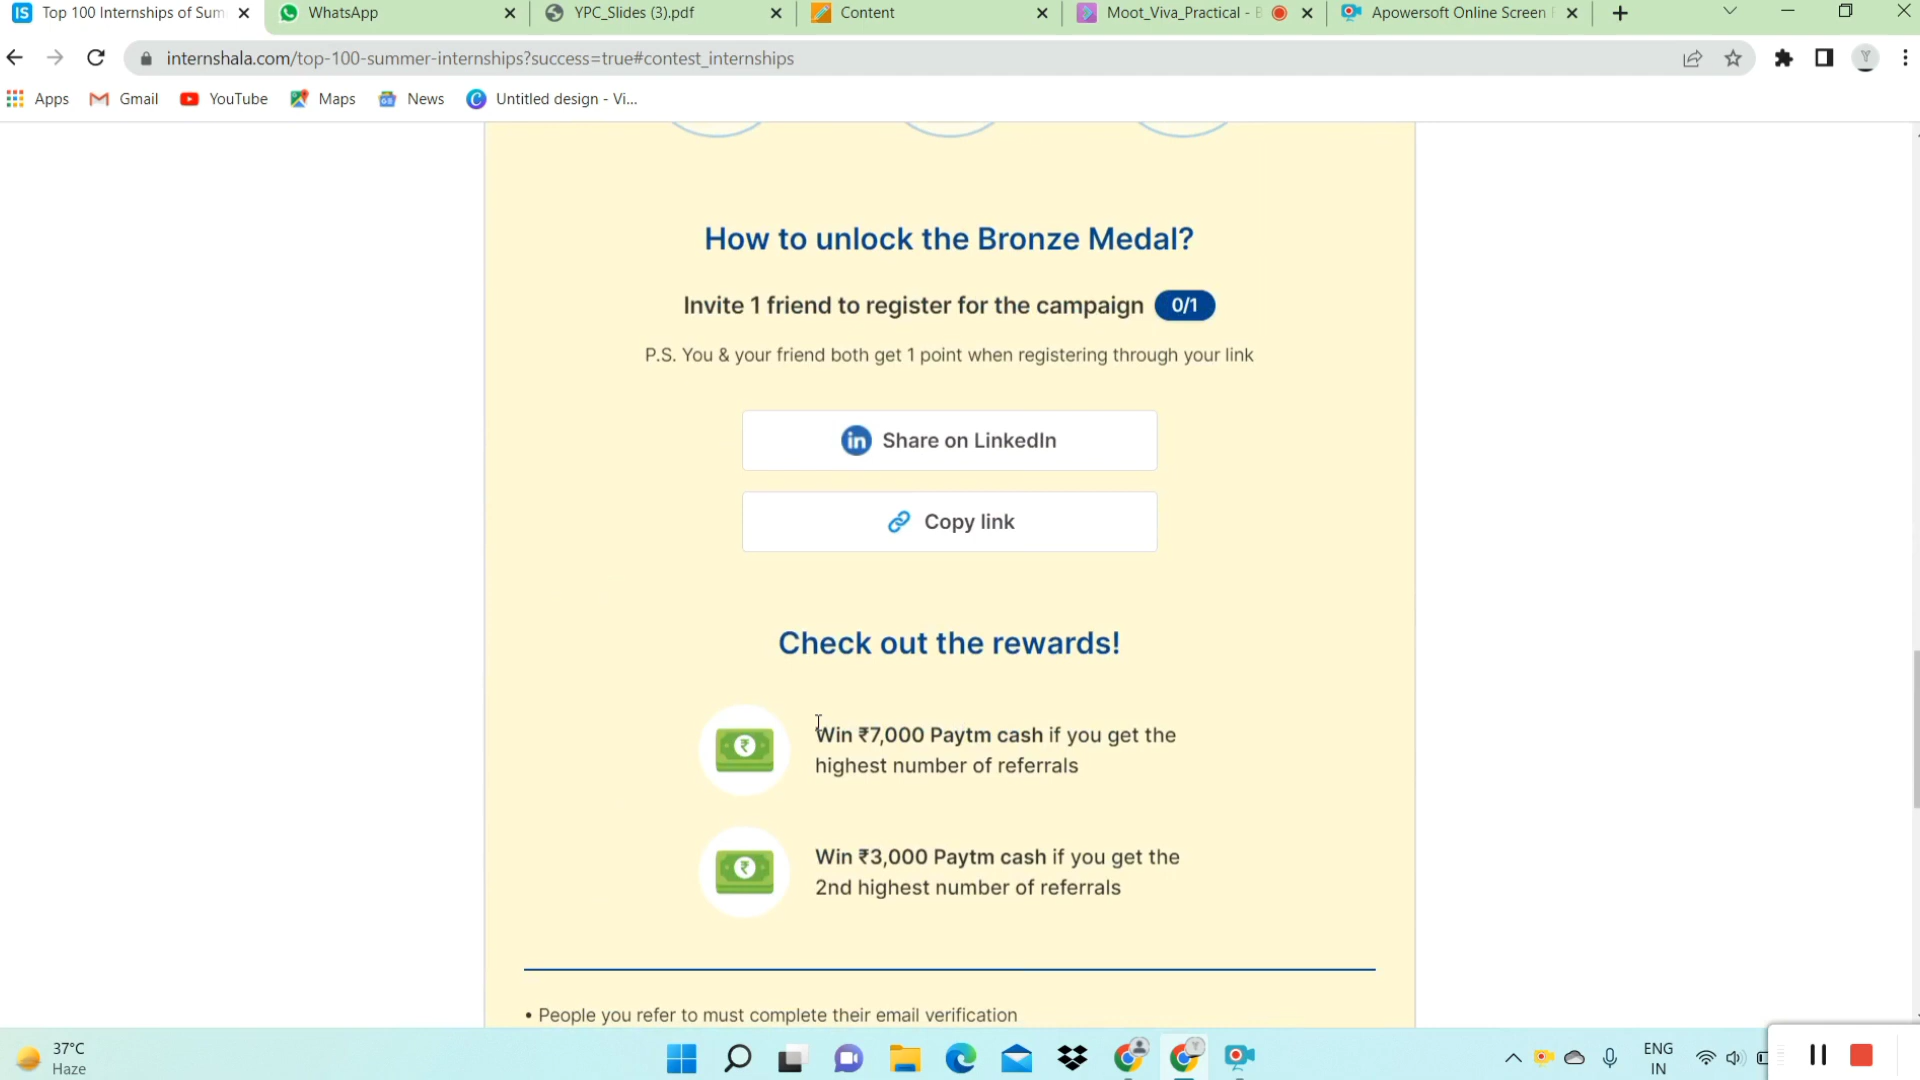 Top 100 Internships of Sum
WhatsApp
YPC_Slides (3).pdf
Content
Moot_Viva_Practical -
Apowersoft Online Screen
internshala.com/top-100-summer-internships?success=true#contest_internships
Apps
Gmail
YouTube
Maps
News
Untitled design - Vi...
How to unlock the Bronze Medal?
Invite 1 friend to register for the campaign 0/1
P.S. You & your friend both get 1 point when registering through your link
Share on LinkedIn
Copy link
Check out the rewards!
Win ₹7,000 Paytm cash if you get the
highest number of referrals
Win ₹3,000 Paytm cash if you get the
2nd highest number of referrals
• People you refer to must complete their email verification
37°C
Haze
ENG
IN